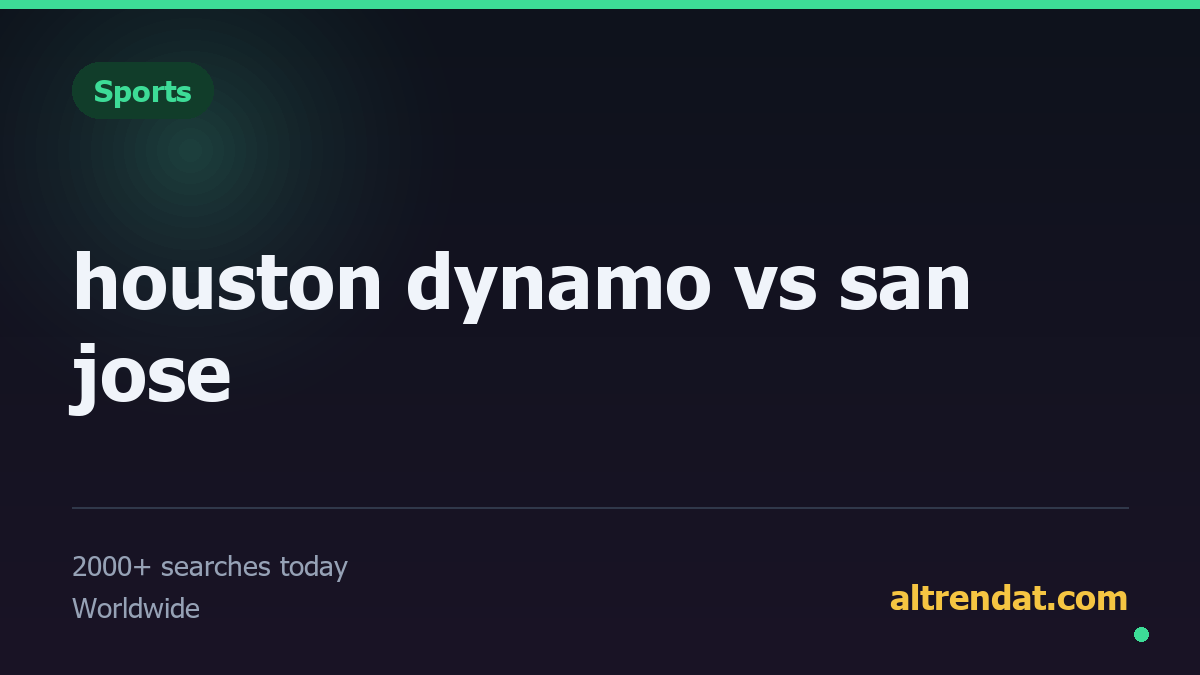 Sports
houston dynamo vs san
jose
2000+ searches today
Worldwide
altrendat.com